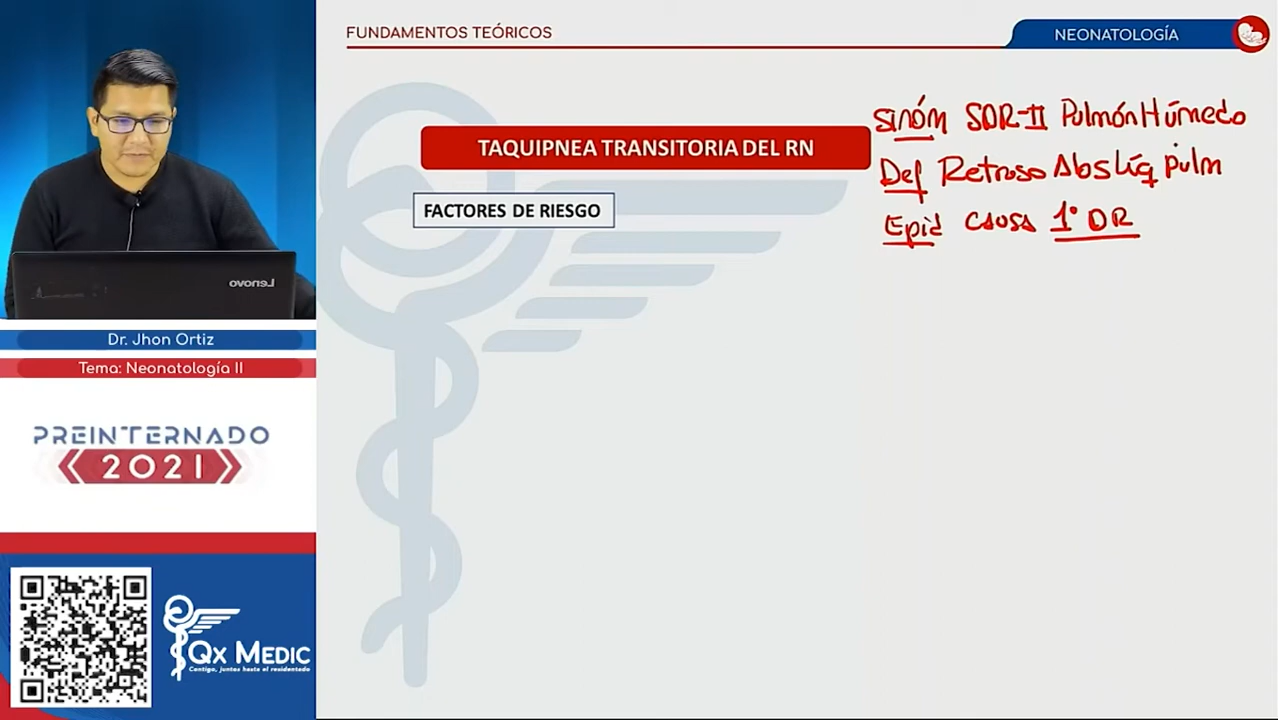 FUNDAMENTOS TEÓRICOS
NEONATOLOGÍA
TAQUIPNEA TRANSITORIA DEL RN
FACTORES DE RIESGO
sinóm SDR-II Pulmón Húmedo
Def Retraso Abs Líq Pulm
Epid causa 1° DR
Lenovo
Dr. Jhon Ortiz
Tema: Neonatología II
PREINTERNADO
2021
QX MEDIC
Contigo, juntos hasta el residentado